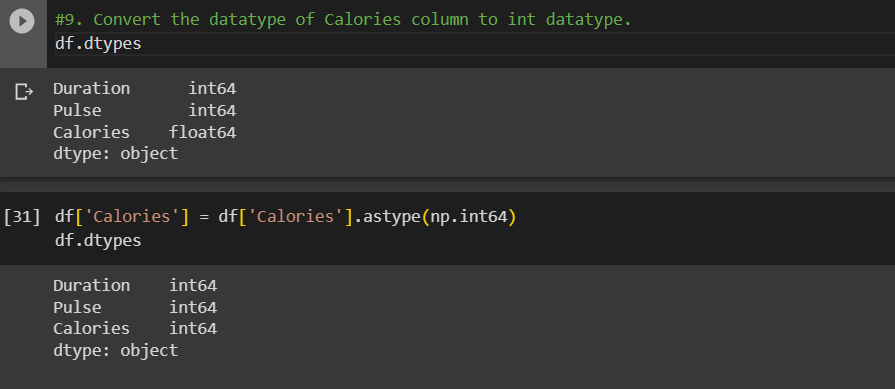 #9. Convert the datatype of Calories column to int datatype.
df.dtypes
Duration      int64
Pulse         int64
Calories    float64
dtype: object
[31] df['Calories'] = df['Calories'].astype(np.int64)
df.dtypes
Duration    int64
Pulse       int64
Calories    int64
dtype: object